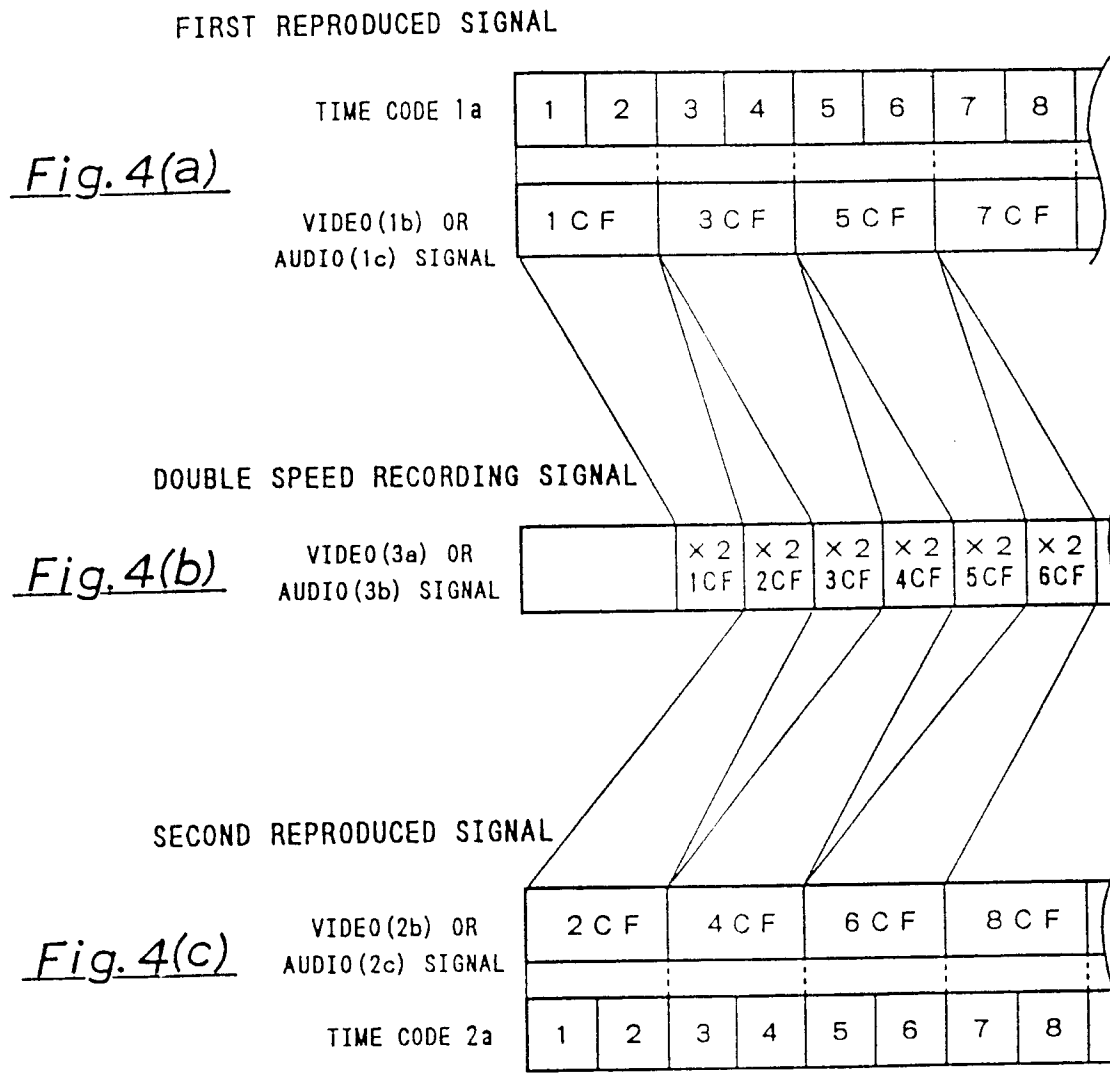 FIRST REPRODUCED SIGNAL
TIME CODE 1a
1 2 3 4 5 6 7 8
Fig. 4(a)
VIDEO(1b) OR
AUDIO(1c) SIGNAL
1 C F 3 C F 5 C F 7 C F
DOUBLE SPEED RECORDING SIGNAL
Fig. 4(b)
VIDEO(3a) OR
AUDIO(3b) SIGNAL
× 2 × 2 × 2 × 2 × 2 × 2
1CF 2CF 3CF 4CF 5CF 6CF
SECOND REPRODUCED SIGNAL
Fig. 4(c)
VIDEO(2b) OR
AUDIO(2c) SIGNAL
2 C F 4 C F 6 C F 8 C F
TIME CODE 2a
1 2 3 4 5 6 7 8